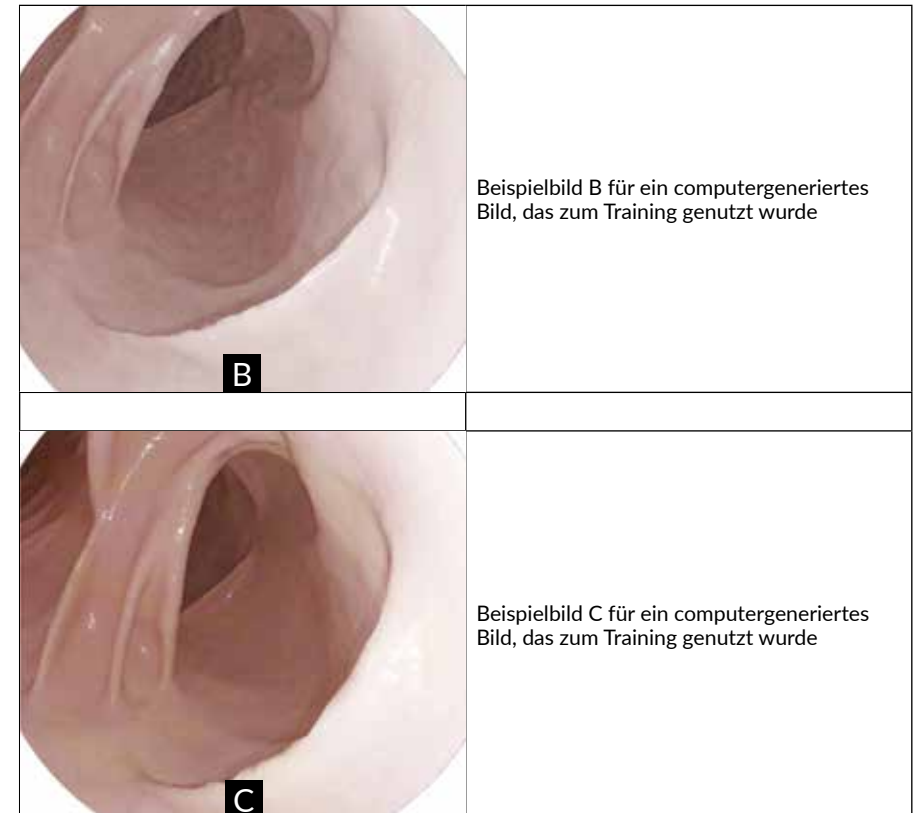 Beispielbild B für ein computergeneriertes
Bild, das zum Training genutzt wurde
B
Beispielbild C für ein computergeneriertes
Bild, das zum Training genutzt wurde
C